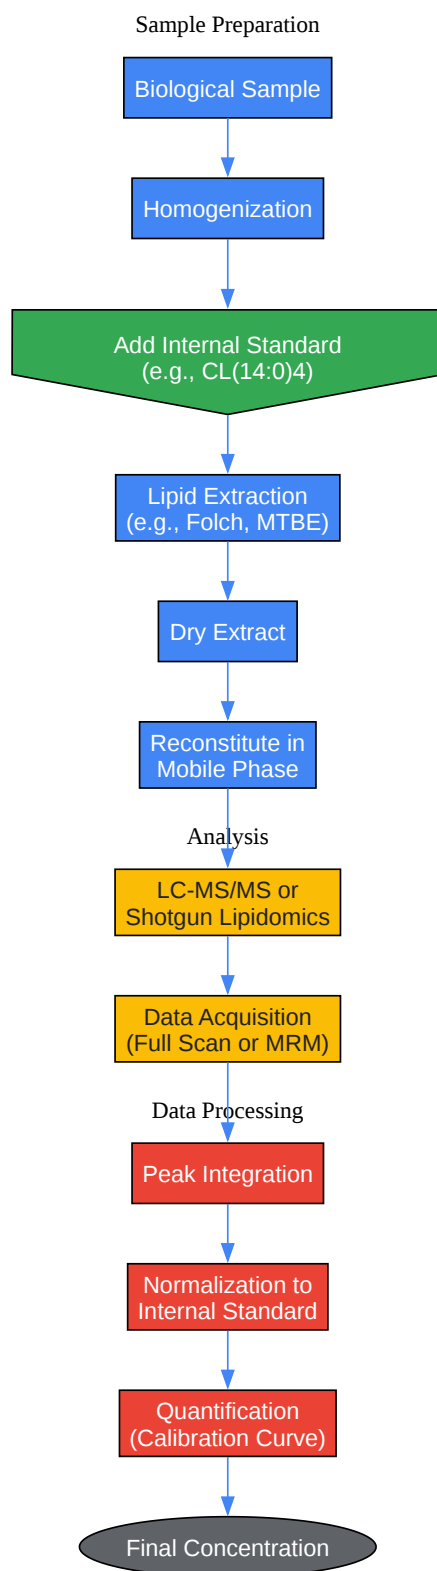 Sample Preparation
Biological Sample
Homogenization
Add Internal Standard
(e.g., CL(14:0)4)
Lipid Extraction
(e.g., Folch, MTBE)
Dry Extract
Reconstitute in
Mobile Phase
Analysis
LC-MS/MS or
Shotgun Lipidomics
Data Acquisition
(Full Scan or MRM)
Data Processing
Peak Integration
Normalization to
Internal Standard
Quantification
(Calibration Curve)
Final Concentration